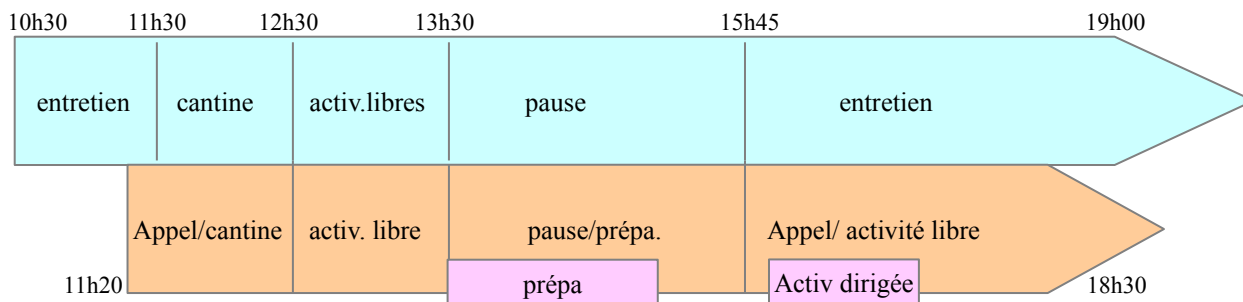 10h30 11h30 12h30 13h30 15h45 19h00
entretien cantine activ.libres pause entretien
Appel/cantine activ. libre pause/prépa. Appel/ activité libre
11h20 prépa Activ dirigée 18h30